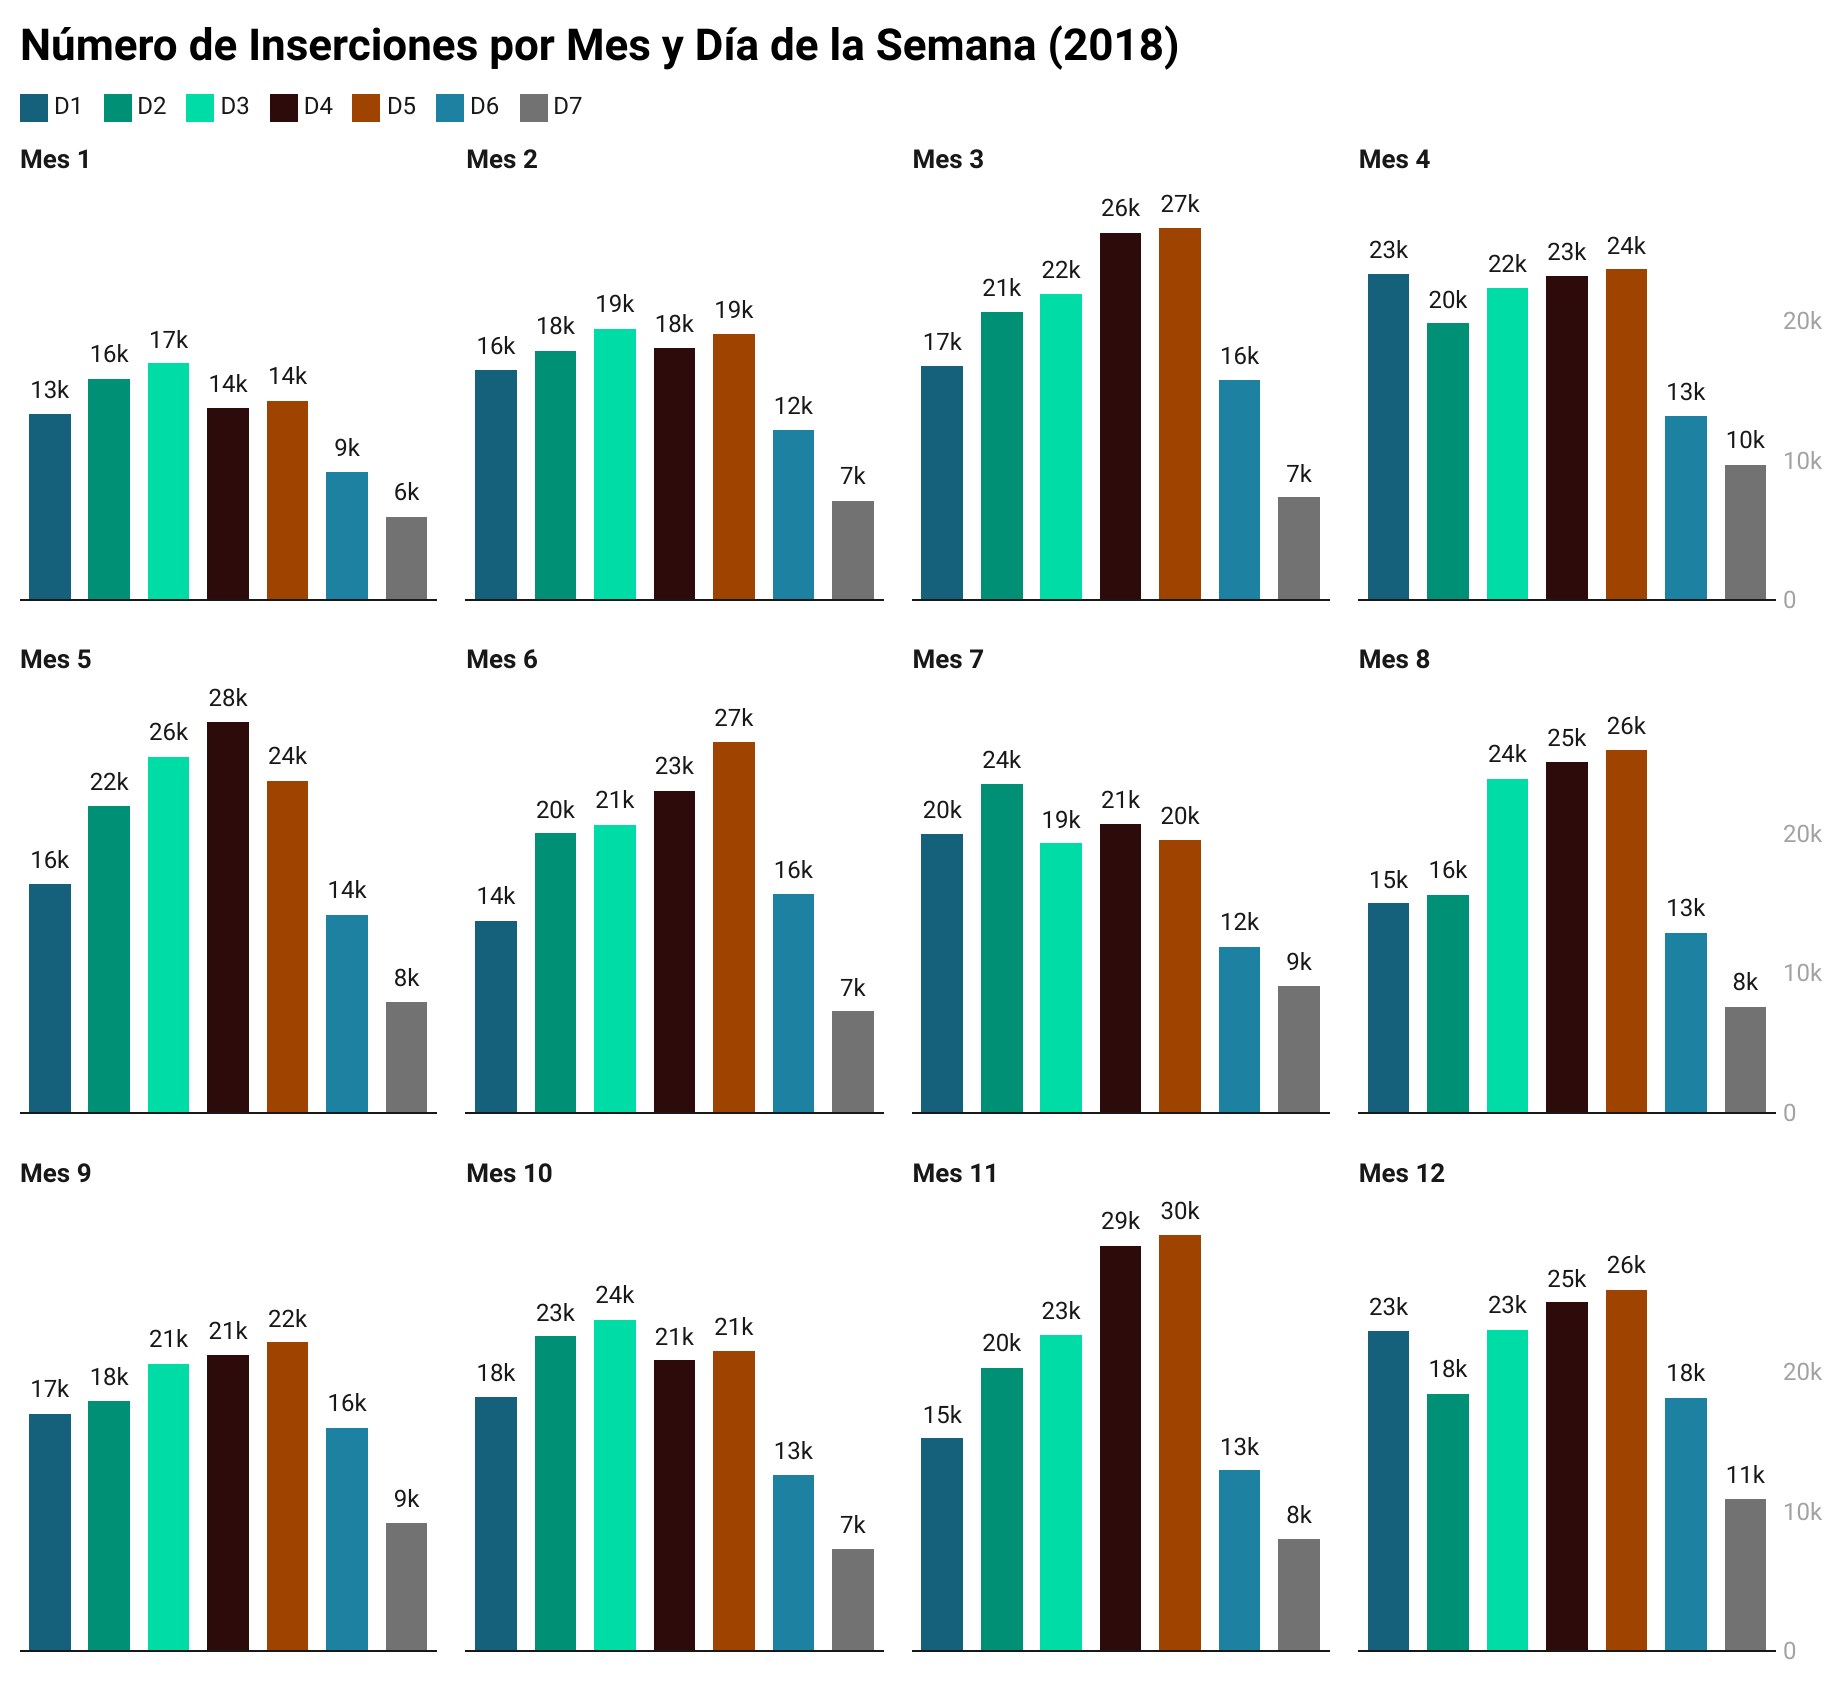 Número de Inserciones por Mes y Día de la Semana (2018)
D1 D2 D3 D4 D5 D6 D7
Mes 1
13k 16k 17k 14k 14k 9k 6k
Mes 2
16k 18k 19k 18k 19k 12k 7k
Mes 3
17k 21k 22k 26k 27k 16k 7k
Mes 4
23k 20k 22k 23k 24k 13k 10k
20k
10k
0
Mes 5
16k 22k 26k 28k 24k 14k 8k
Mes 6
14k 20k 21k 23k 27k 16k 7k
Mes 7
20k 24k 19k 21k 20k 12k 9k
Mes 8
15k 16k 24k 25k 26k 13k 8k
20k
10k
0
Mes 9
17k 18k 21k 21k 22k 16k 9k
Mes 10
18k 23k 24k 21k 21k 13k 7k
Mes 11
15k 20k 23k 29k 30k 13k 8k
Mes 12
23k 18k 23k 25k 26k 18k 11k
20k
10k
0